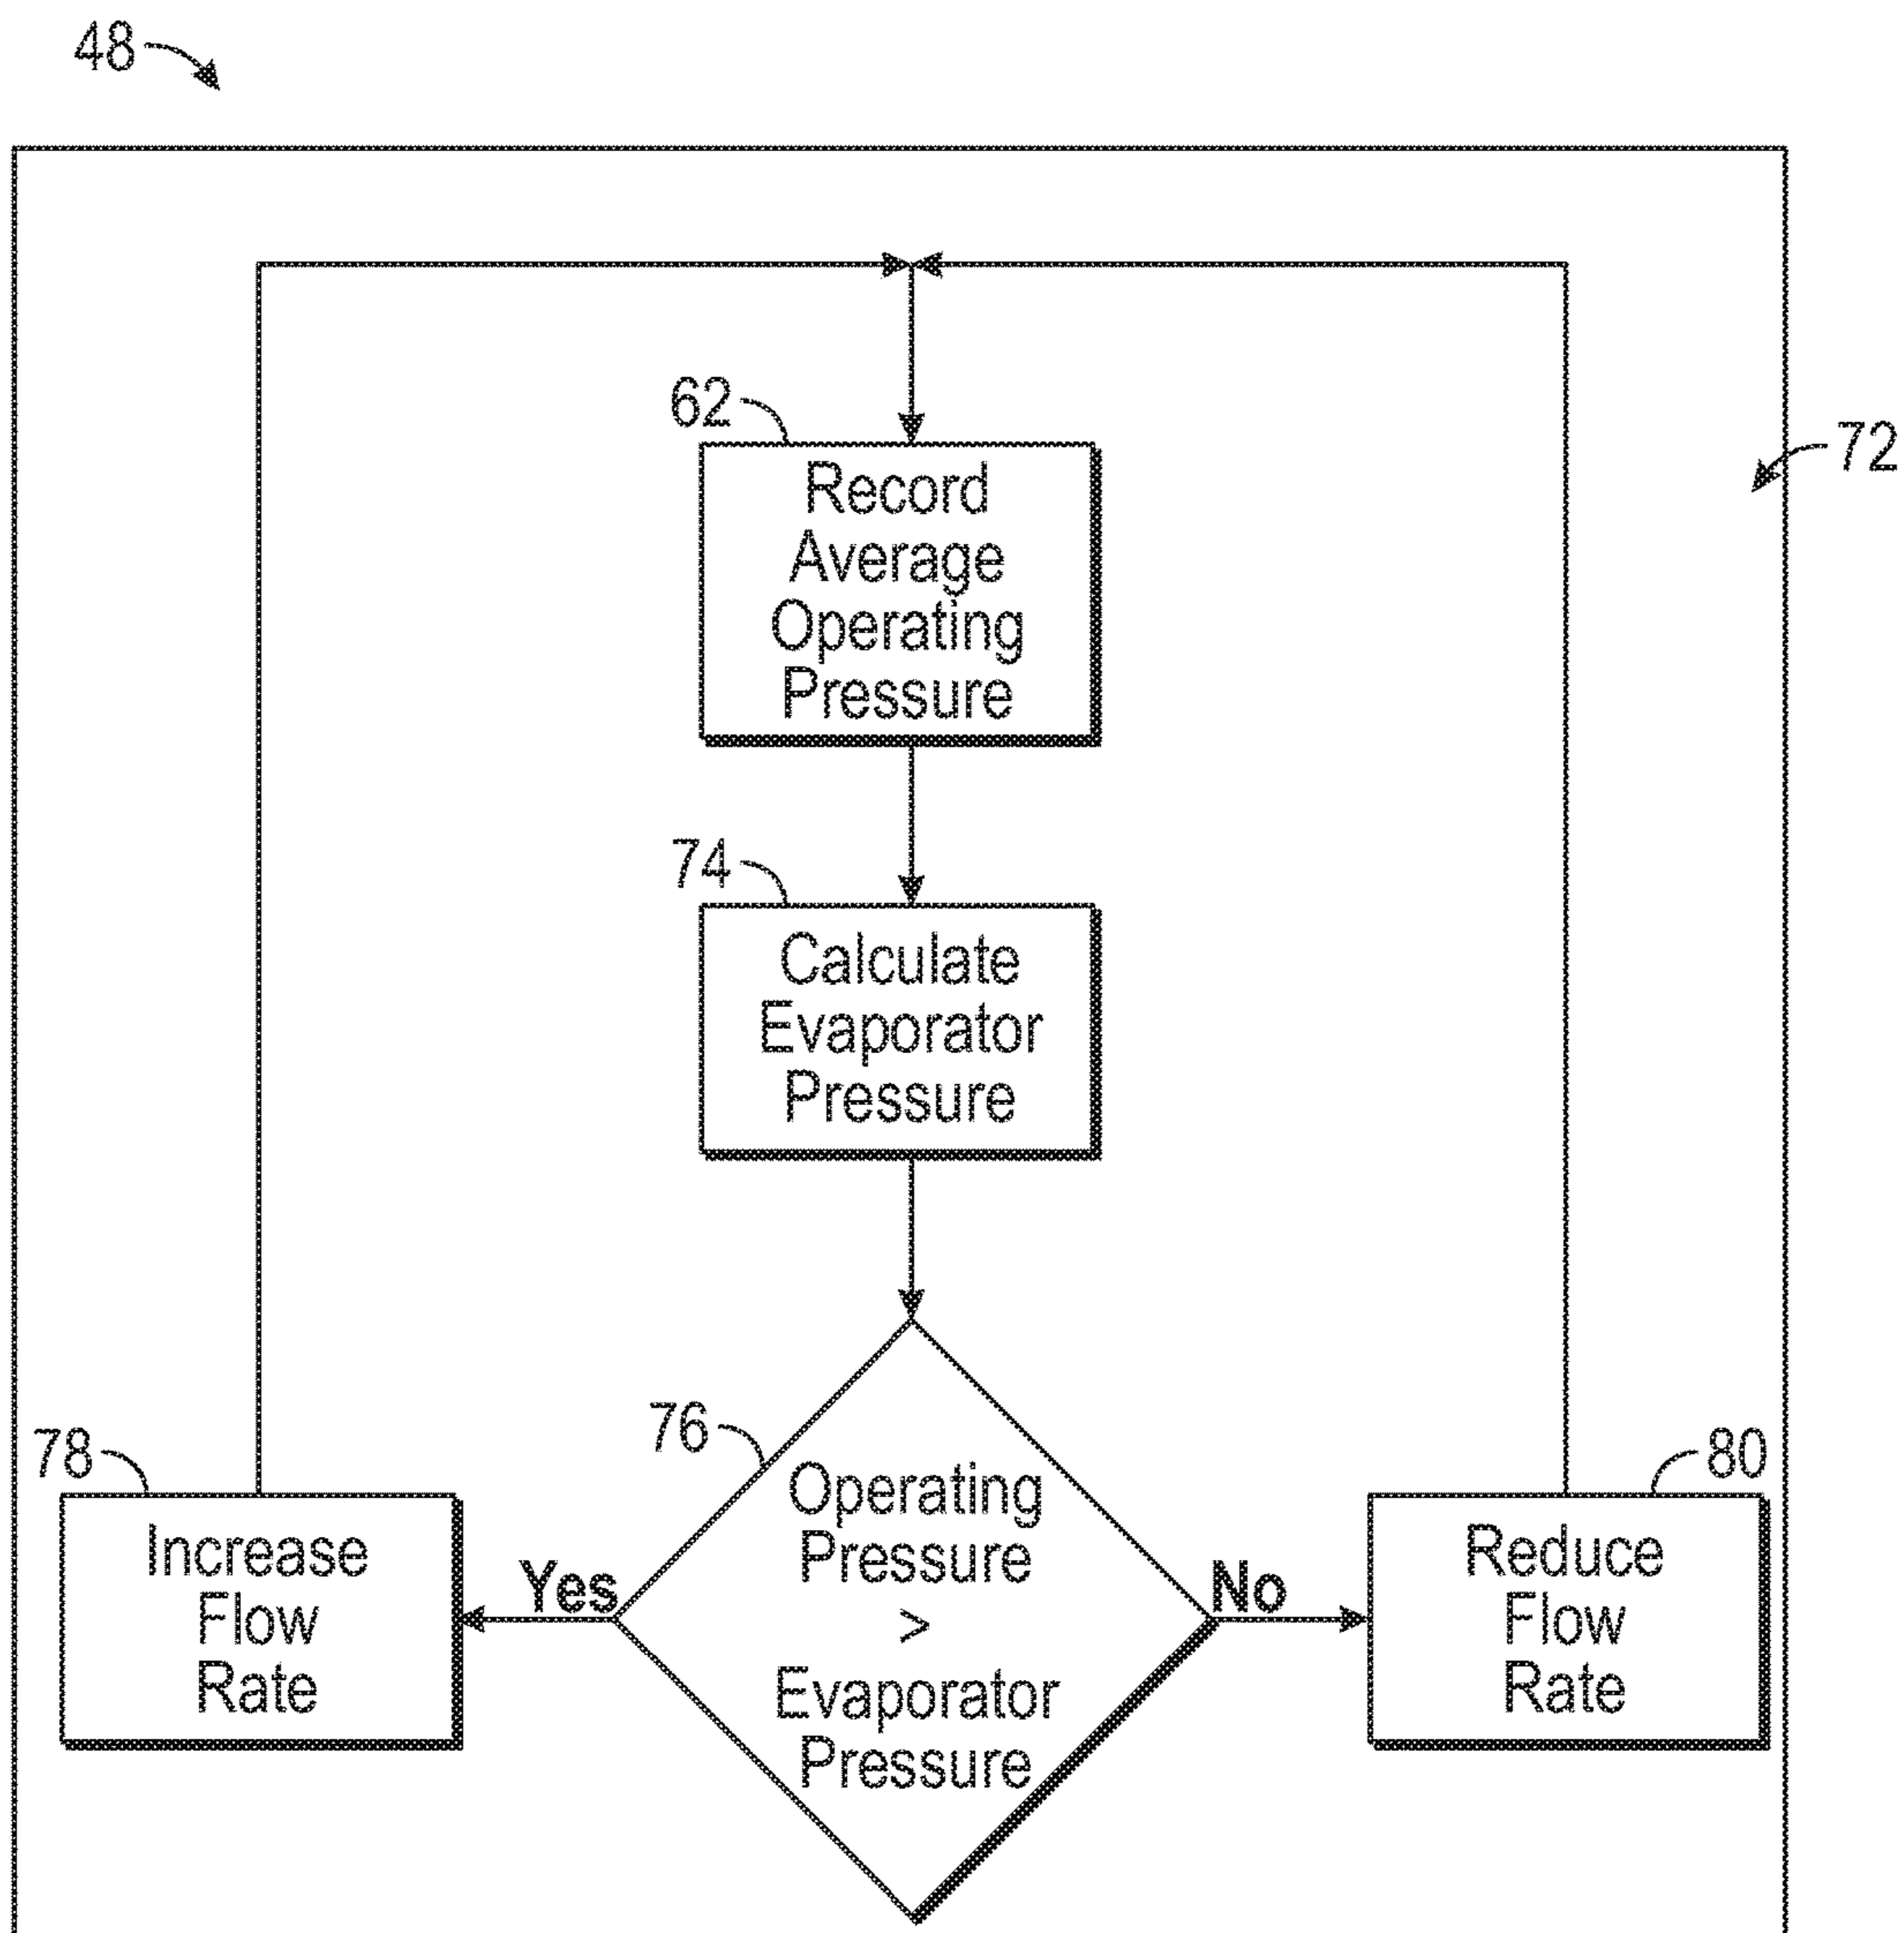 48
62
72
Record
Average
Operating
Pressure
74
Calculate
Evaporator
Pressure
76
Operating
Pressure
>
Evaporator
Pressure
Yes
No
78
Increase
Flow
Rate
80
Reduce
Flow
Rate